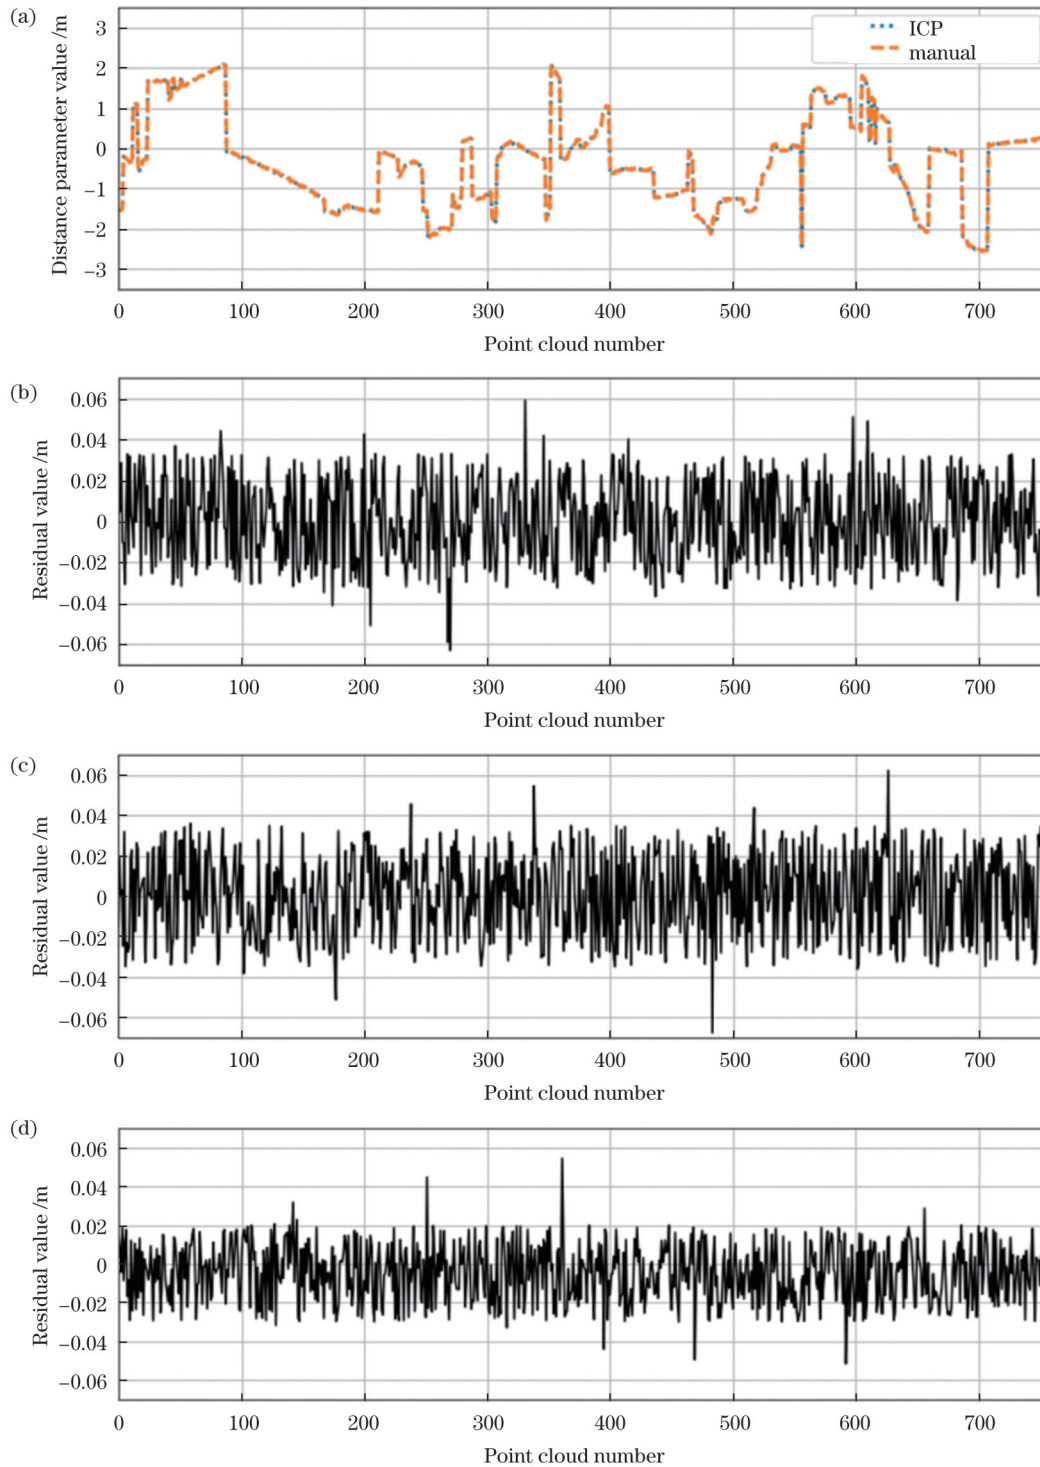 (a)
Distance parameter value /m
3
2
1
0
−1
−2
−3
ICP
manual
0 100 200 300 400 500 600 700
Point cloud number
(b)
Residual value /m
0.06
0.04
0.02
0
−0.02
−0.04
−0.06
0 100 200 300 400 500 600 700
Point cloud number
(c)
Residual value /m
0.06
0.04
0.02
0
−0.02
−0.04
−0.06
0 100 200 300 400 500 600 700
Point cloud number
(d)
Residual value /m
0.06
0.04
0.02
0
−0.02
−0.04
−0.06
0 100 200 300 400 500 600 700
Point cloud number